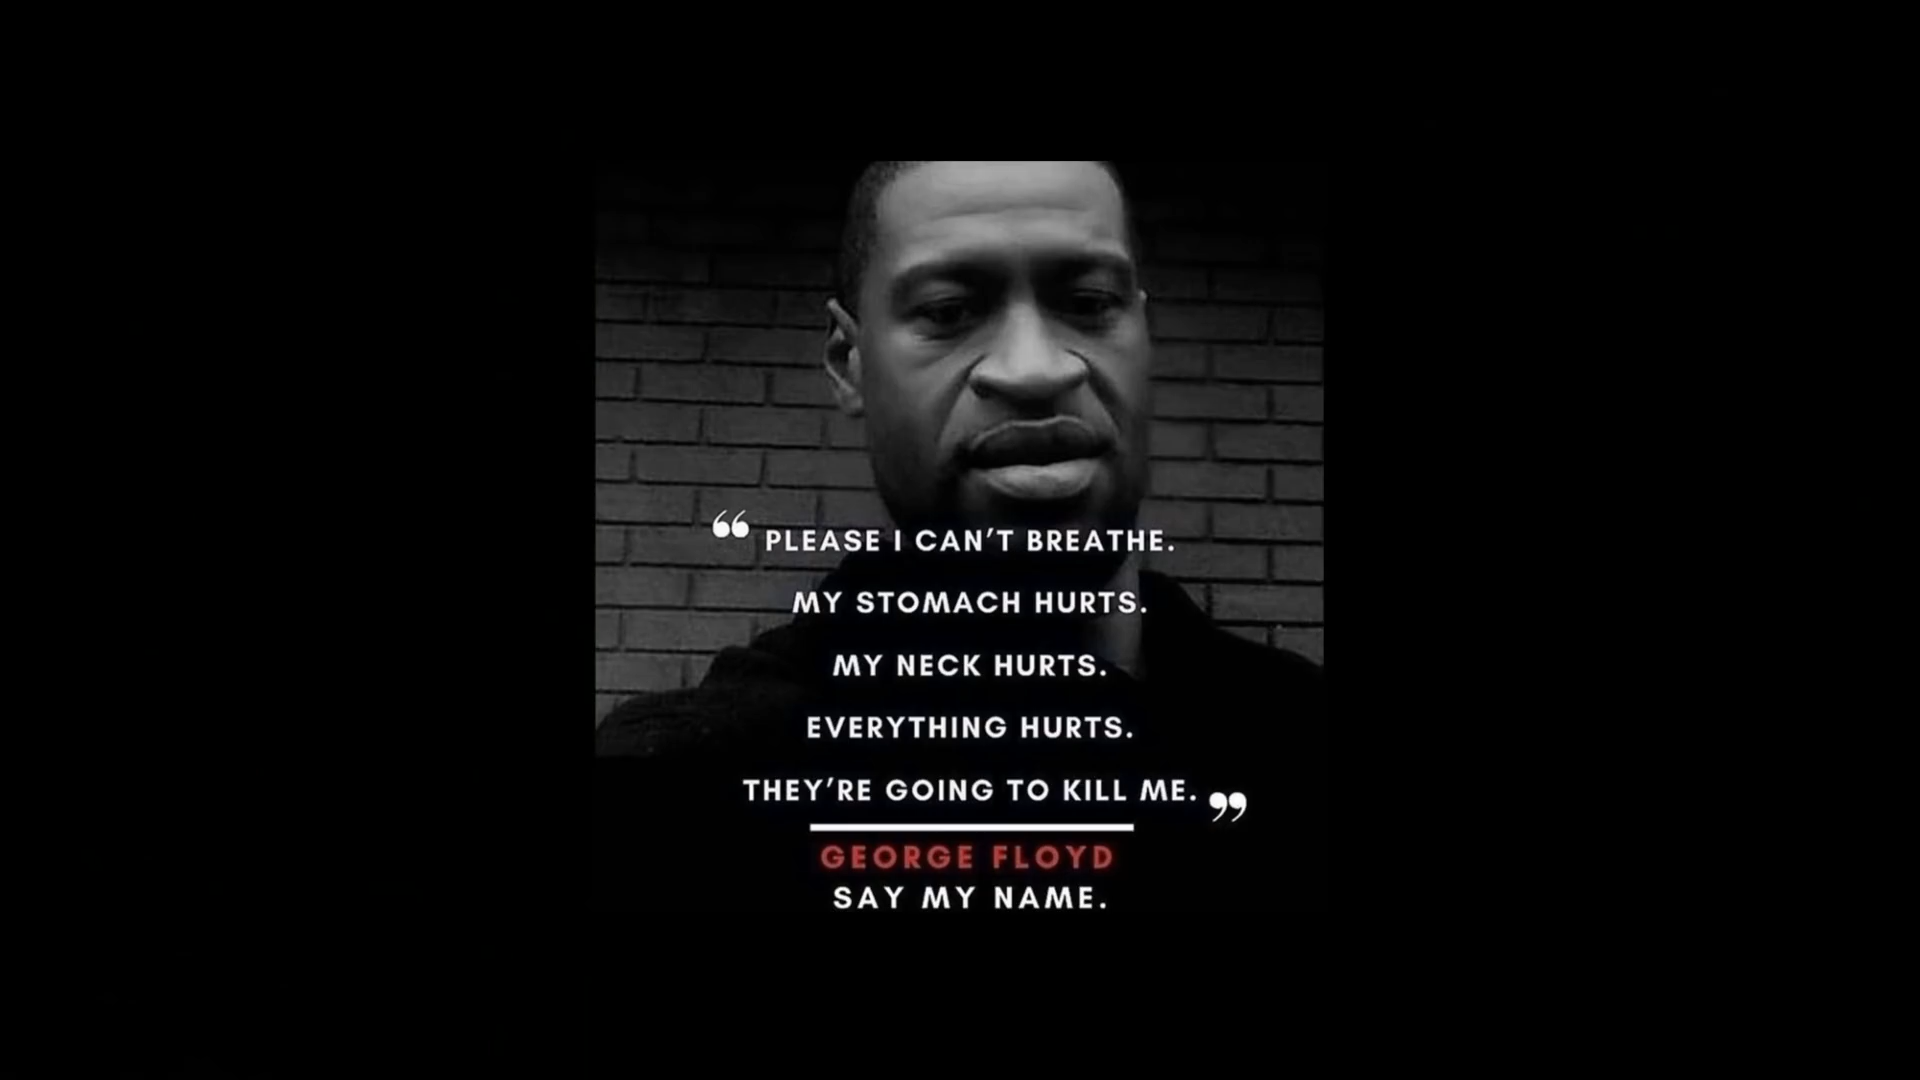 “ PLEASE I CAN’T BREATHE.
MY STOMACH HURTS.
MY NECK HURTS.
EVERYTHING HURTS.
THEY’RE GOING TO KILL ME. ”
GEORGE FLOYD
SAY MY NAME.